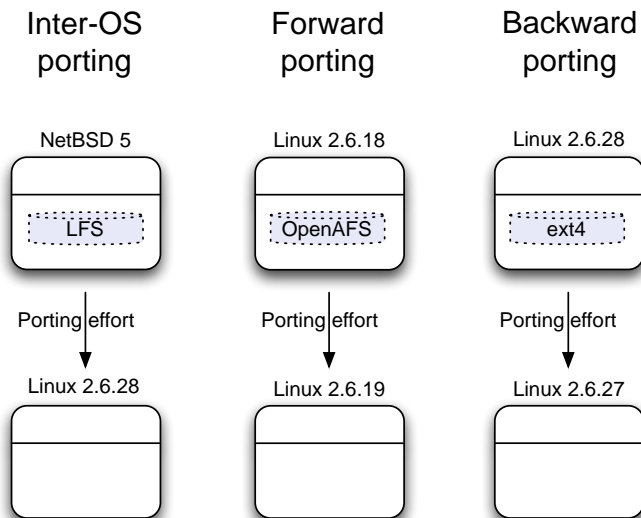 Inter-OS
porting
Forward
porting
Backward
porting
NetBSD 5
Linux 2.6.18
Linux 2.6.28
LFS
OpenAFS
ext4
Porting effort
Porting effort
Porting effort
Linux 2.6.28
Linux 2.6.19
Linux 2.6.27